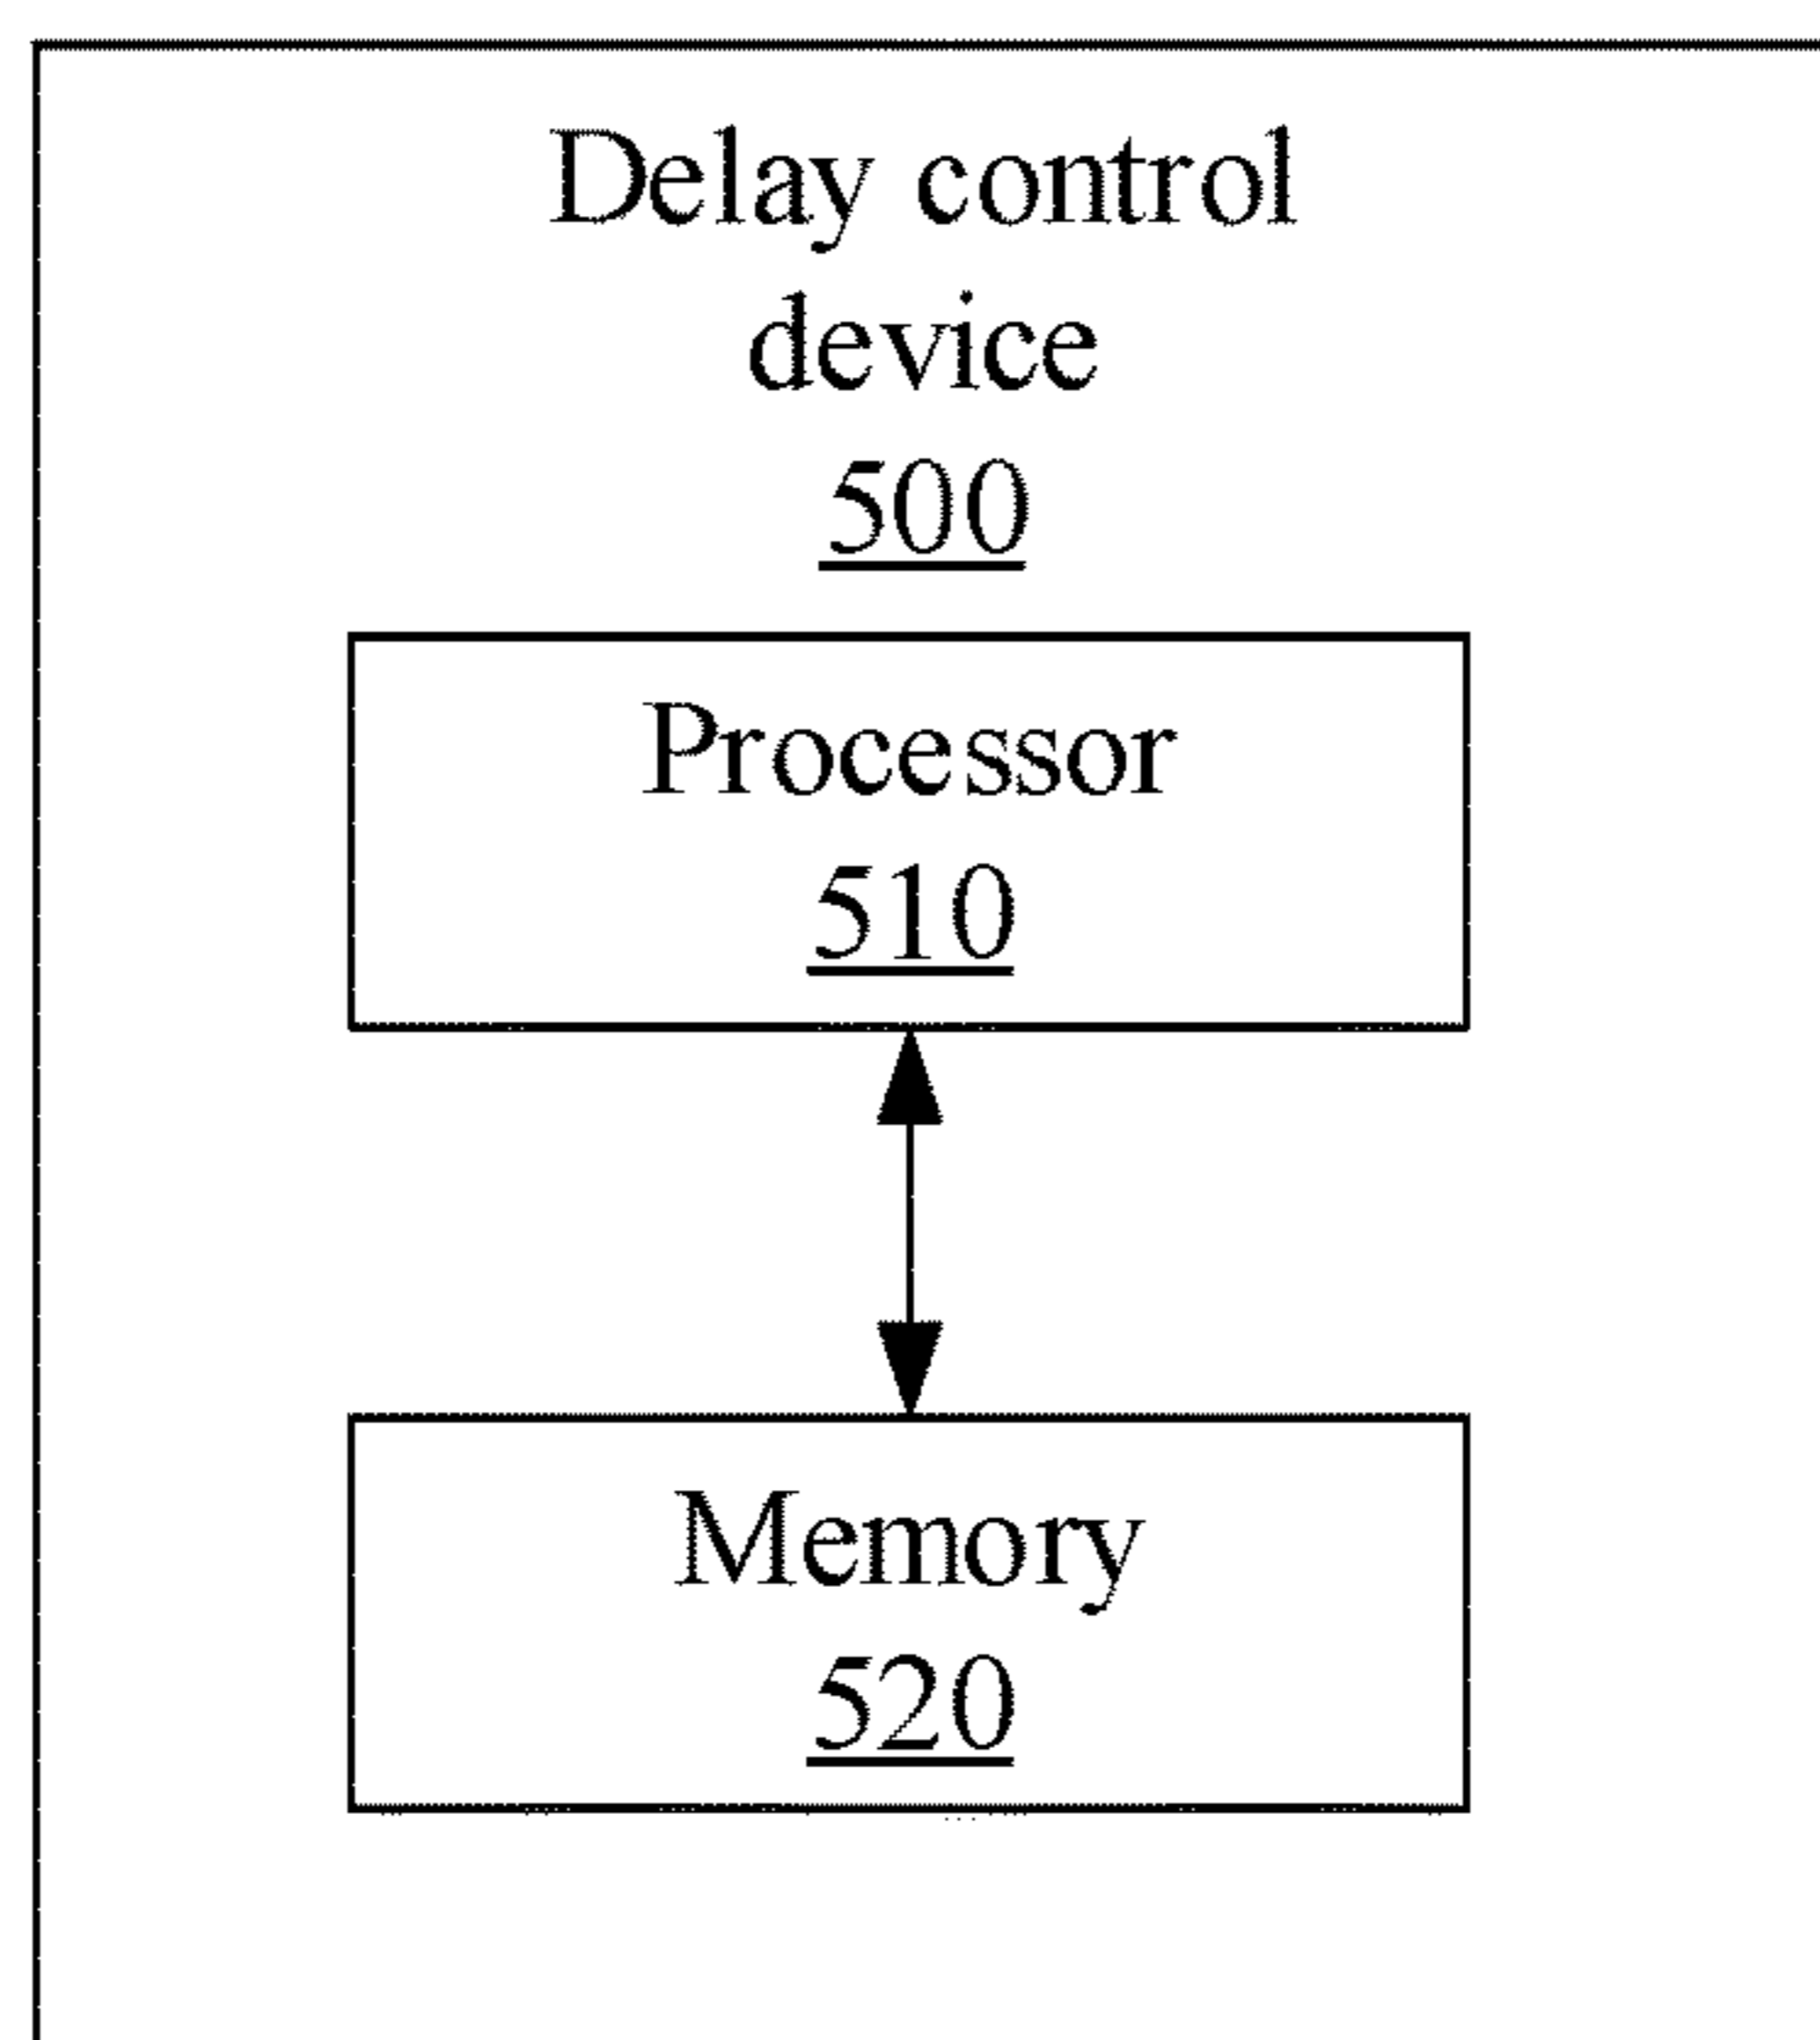 Delay control
device
500
Processor
510
Memory
520